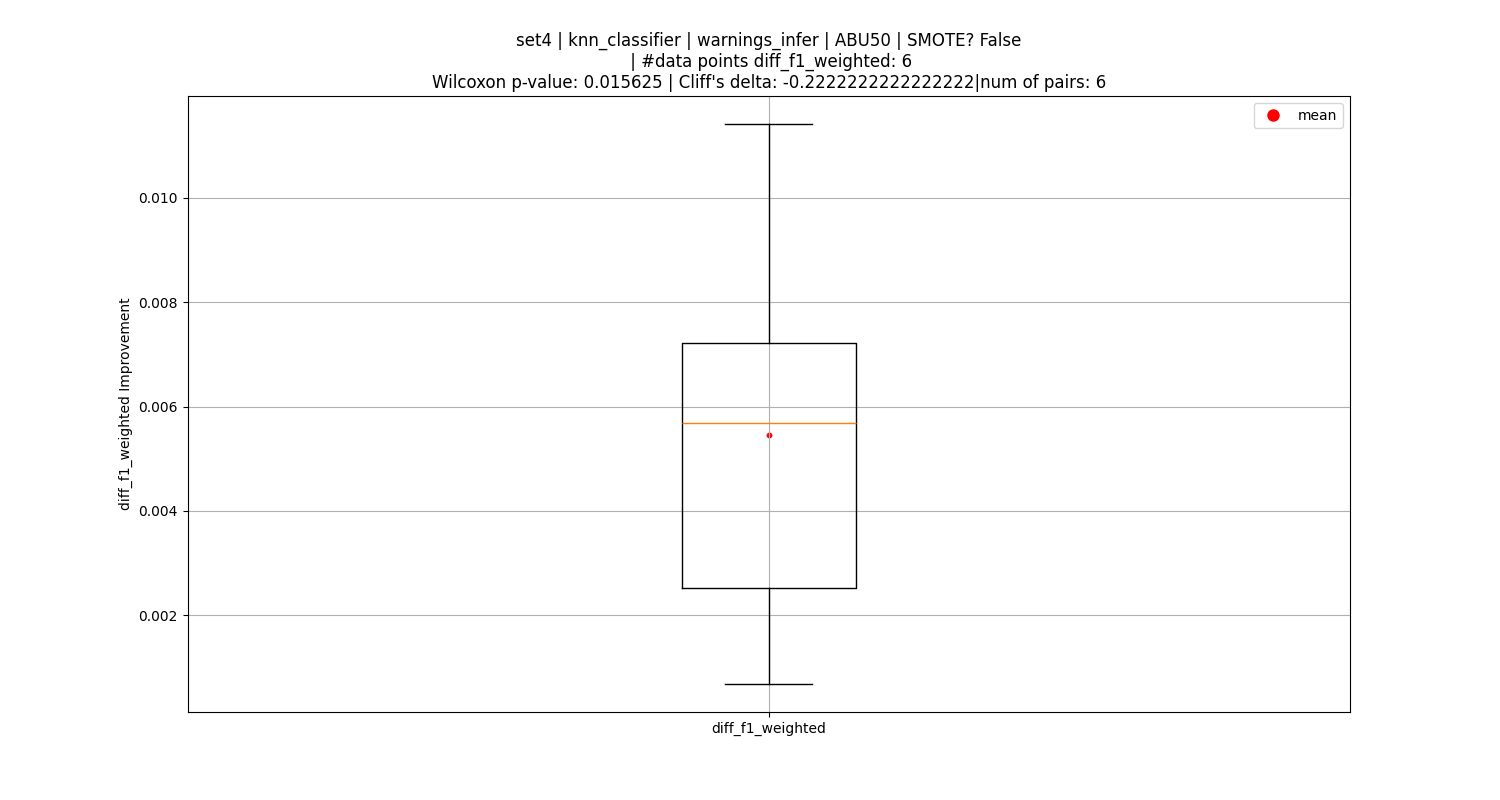 set4 | knn_classifier | warnings_infer | ABU50 | SMOTE? False
| #data points diff_f1_weighted: 6
Wilcoxon p-value: 0.015625 | Cliff's delta: -0.2222222222222222|num of pairs: 6
mean
0.010
0.008
0.006
0.004
0.002
diff_f1_weighted Improvement
diff_f1_weighted